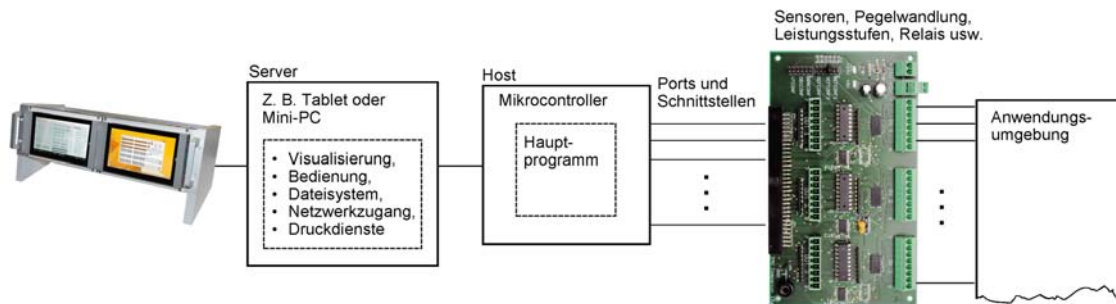 Sensoren, Pegelwandlung,
Leistungsstufen, Relais usw.
Server
Z. B. Tablet oder
Mini-PC
• Visualisierung,
• Bedienung,
• Dateisystem,
• Netzwerkzugang,
• Druckdienste
Host
Mikrocontroller
Haupt-
programm
Ports und
Schnittstellen
Anwendungs-
umgebung